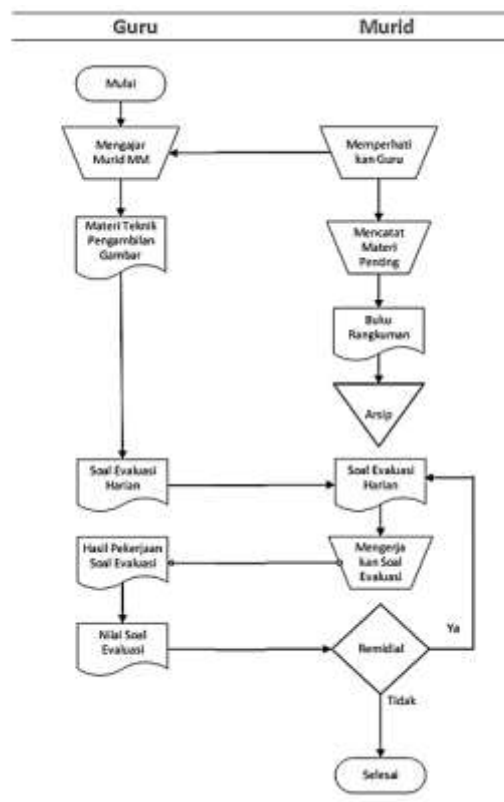 Guru
Murid
Mulai
Mengajar
Murid MM
Memperhati
kan Guru
Materi Teknik
Pengambilan
Gambar
Mencatat
Materi
Penting
Buku
Rangkuman
Arsip
Soal Evaluasi
Harian
Soal Evaluasi
Harian
Hasil Pekerjaan
Soal Evaluasi
Mengerja
kan Soal
Evaluasi
Nilai Soal
Evaluasi
Remidial
Ya
Tidak
Selesai